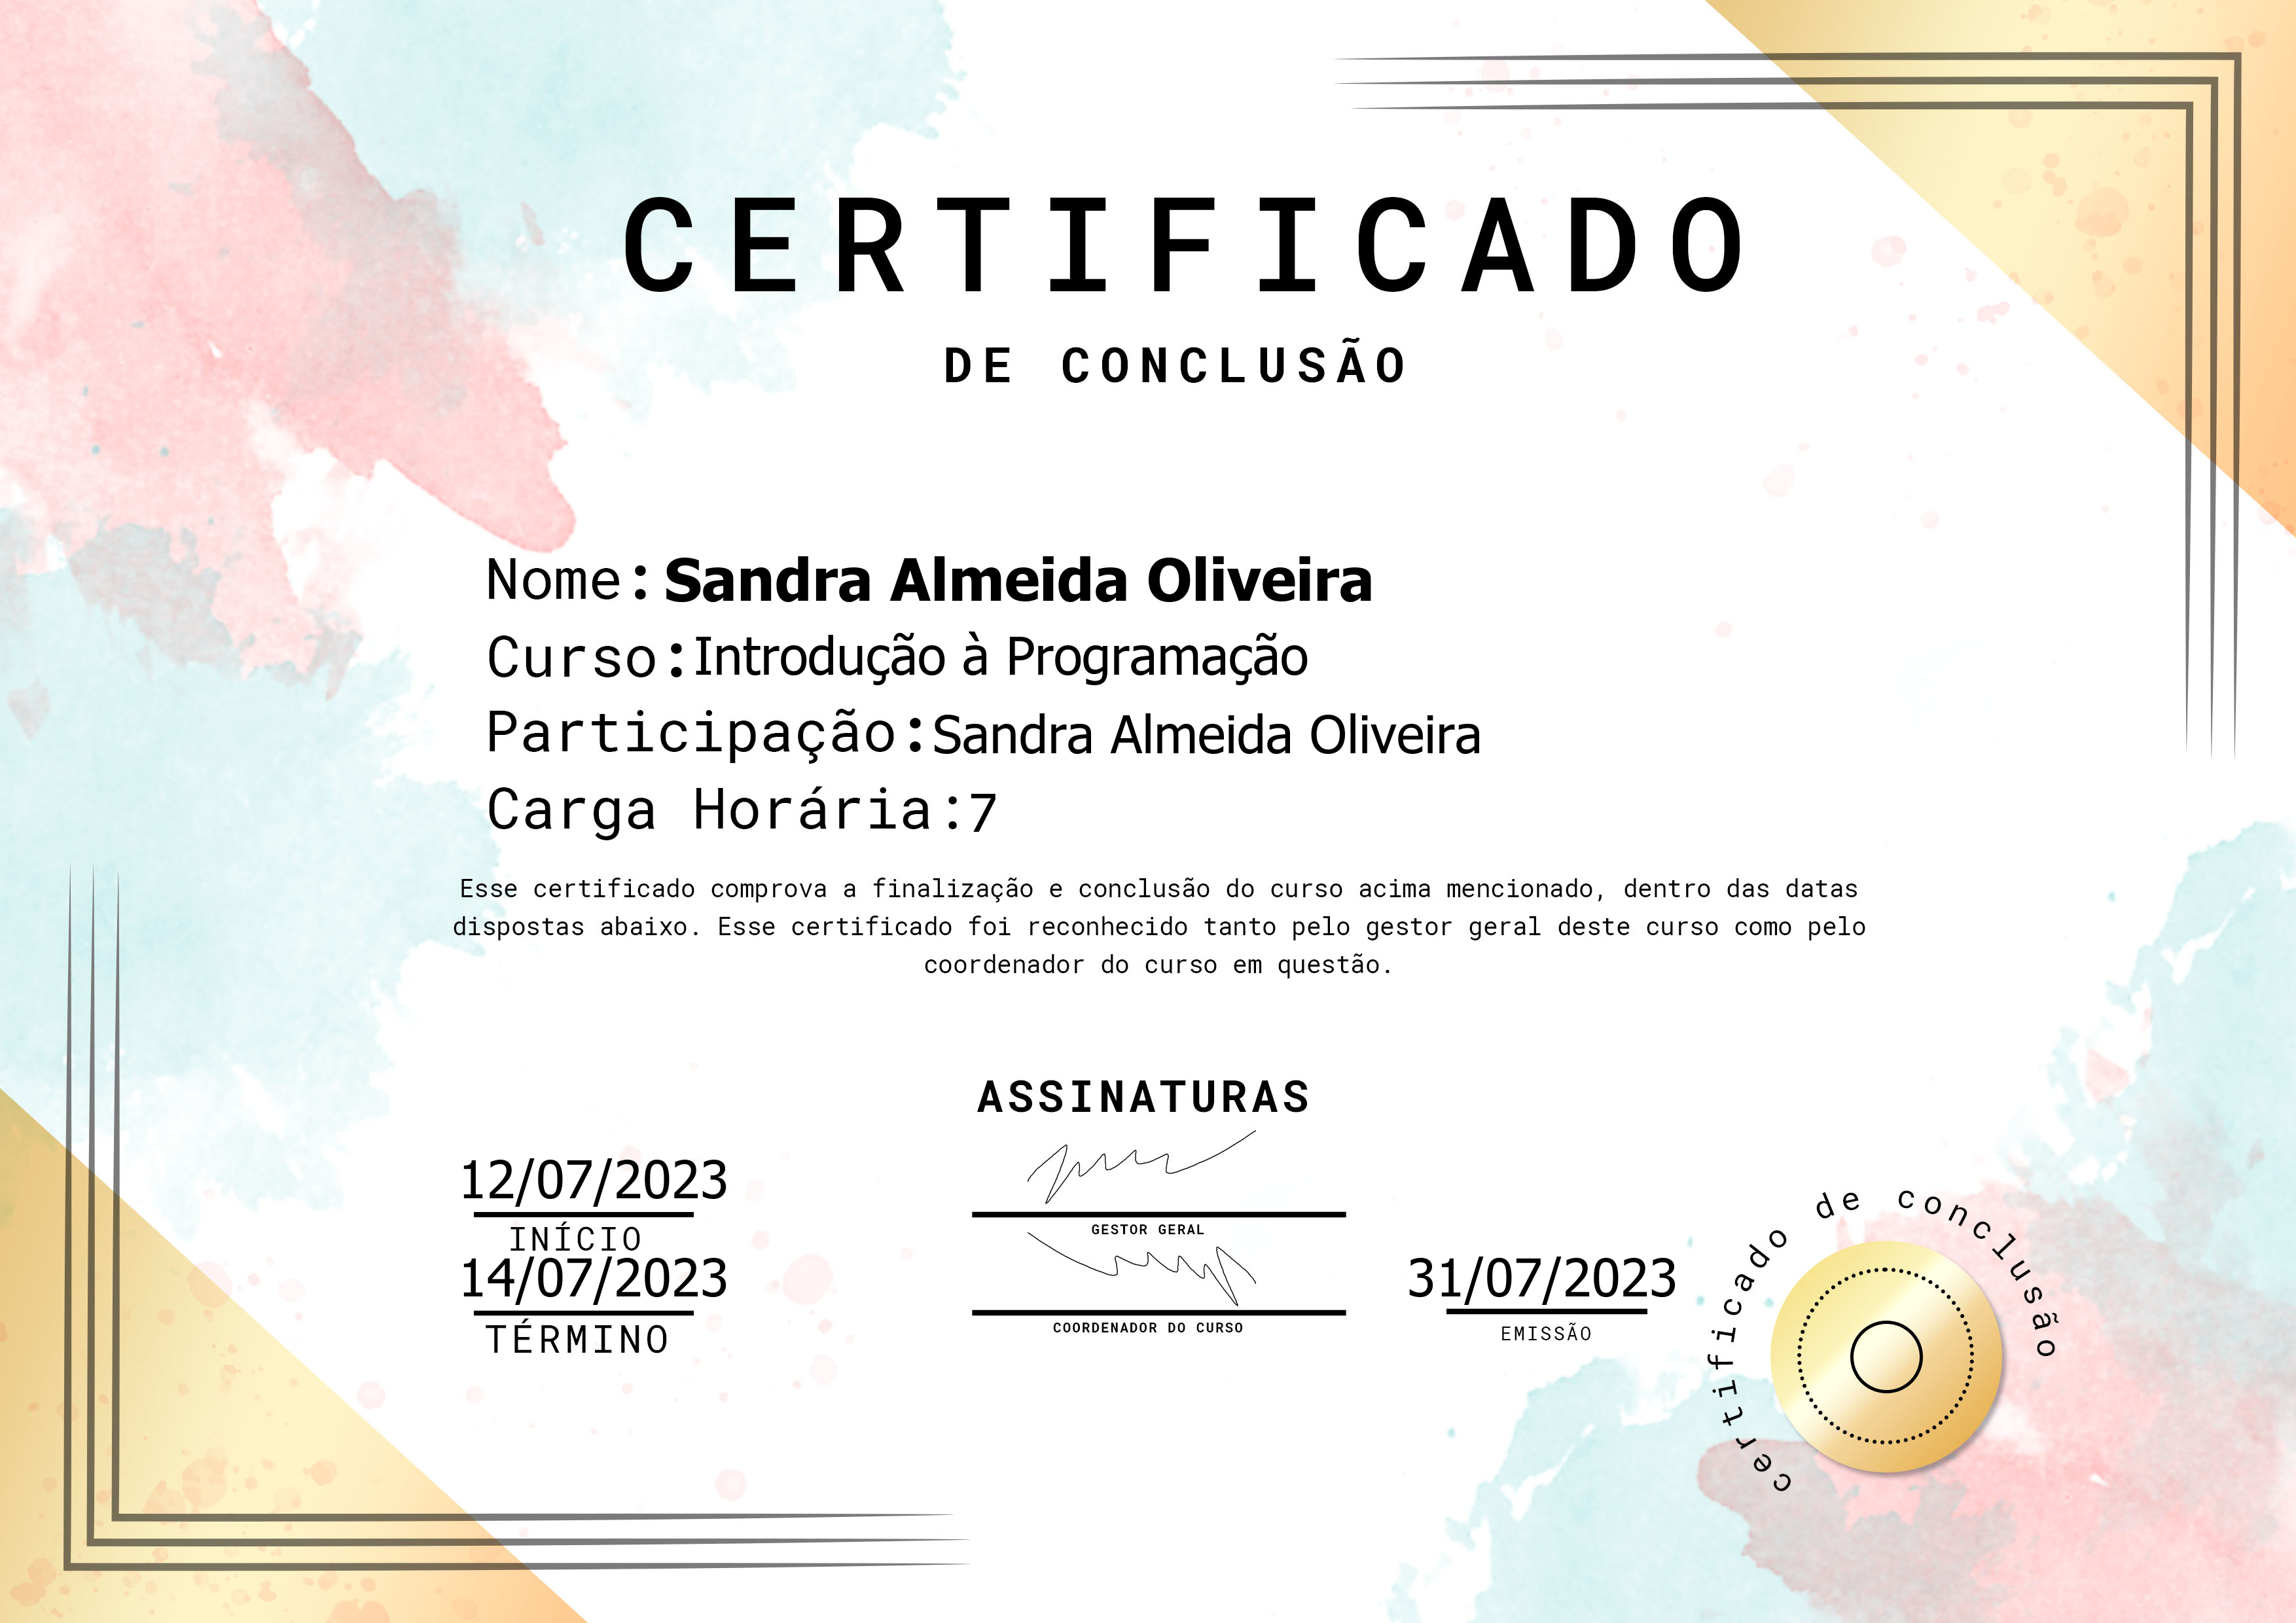 CERTIFICADO
DE CONCLUSÃO
Nome: Sandra Almeida Oliveira
Curso:Introdução à Programação
Participação:Sandra Almeida Oliveira
Carga Horária:7
Esse certificado comprova a finalização e conclusão do curso acima mencionado, dentro das datas
dispostas abaixo. Esse certificado foi reconhecido tanto pelo gestor geral deste curso como pelo
coordenador do curso em questão.
ASSINATURAS
12/07/2023
INÍCIO
GESTOR GERAL
14/07/2023
TÉRMINO
COORDENADOR DO CURSO
31/07/2023
EMISSÃO
certificado de conclusão